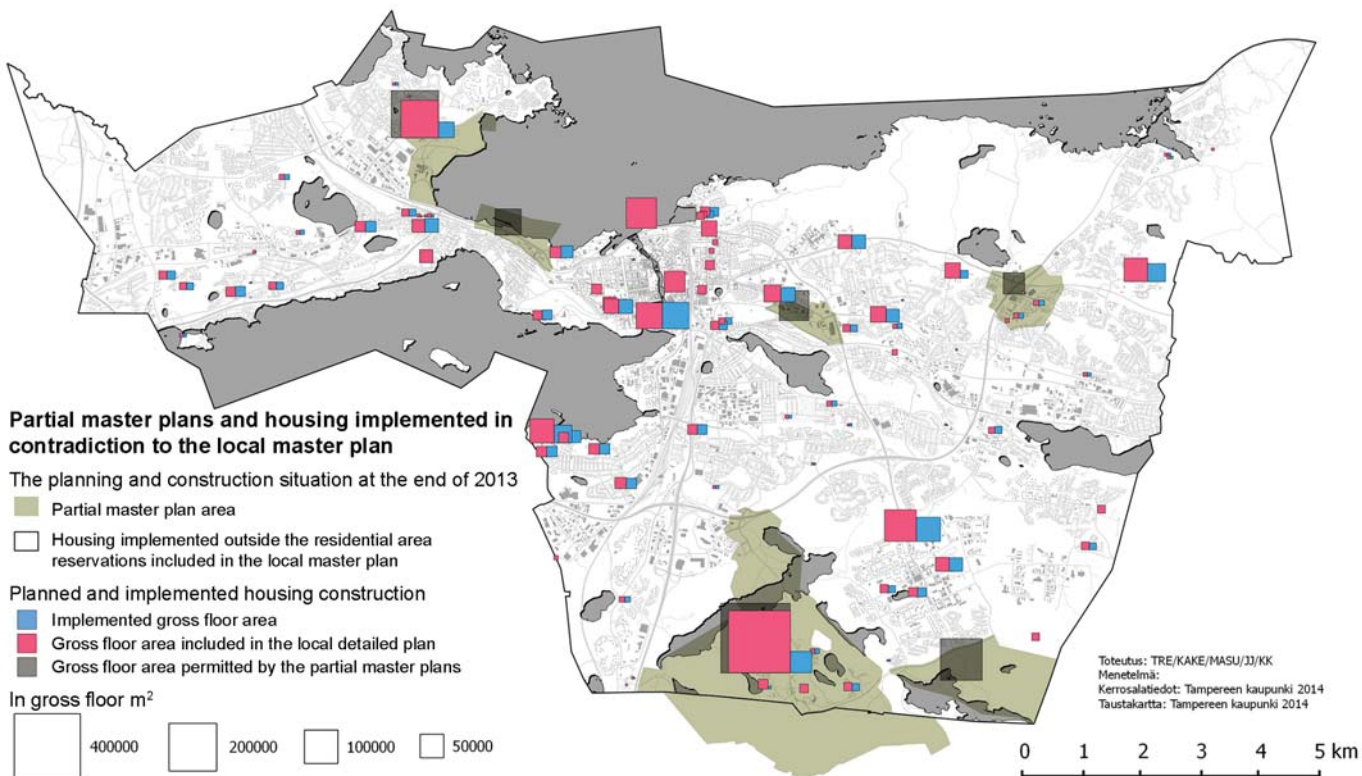 Partial master plans and housing implemented in
contradiction to the local master plan
The planning and construction situation at the end of 2013
Partial master plan area
Housing implemented outside the residential area
reservations included in the local master plan
Planned and implemented housing construction
Implemented gross floor area
Gross floor area included in the local detailed plan
Gross floor area permitted by the partial master plans
In gross floor m²
400000
200000
100000
50000
Toteutus: TRE/KAKE/MASU/JJ/KK
Menetelmä:
Kerrosalatiedot: Tampereen kaupunki 2014
Taustakartta: Tampereen kaupunki 2014
0 1 2 3 4 5 km